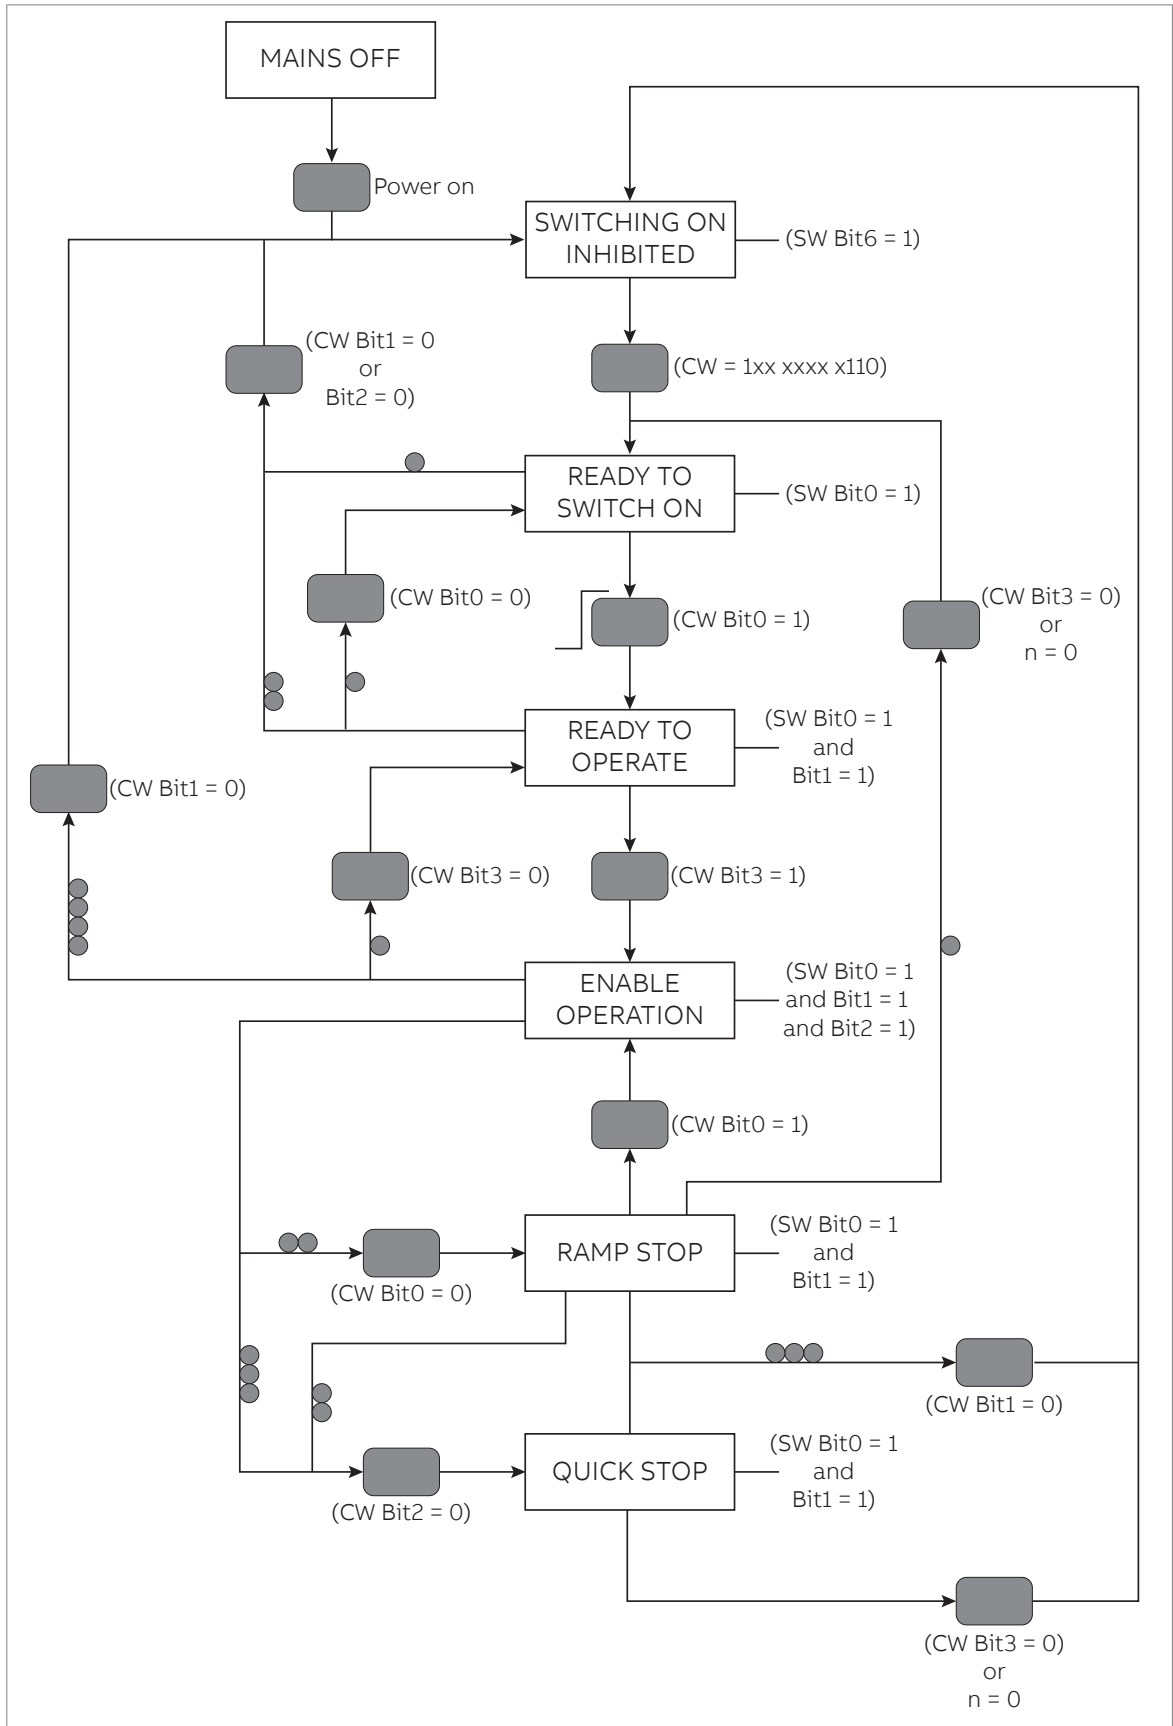 MAINS OFF
Power on
SWITCHING ON
INHIBITED
(SW Bit6 = 1)
(CW Bit1 = 0
or
Bit2 = 0)
(CW = 1xx xxxx x110)
READY TO
SWITCH ON
(SW Bit0 = 1)
(CW Bit0 = 0)
(CW Bit0 = 1)
(CW Bit3 = 0)
or
n = 0
READY TO
OPERATE
(SW Bit0 = 1
and
Bit1 = 1)
(CW Bit1 = 0)
(CW Bit3 = 0)
(CW Bit3 = 1)
ENABLE
OPERATION
(SW Bit0 = 1
and Bit1 = 1
and Bit2 = 1)
(CW Bit0 = 1)
RAMP STOP
(SW Bit0 = 1
and
Bit1 = 1)
(CW Bit0 = 0)
(CW Bit1 = 0)
QUICK STOP
(SW Bit0 = 1
and
Bit1 = 1)
(CW Bit2 = 0)
(CW Bit3 = 0)
or
n = 0